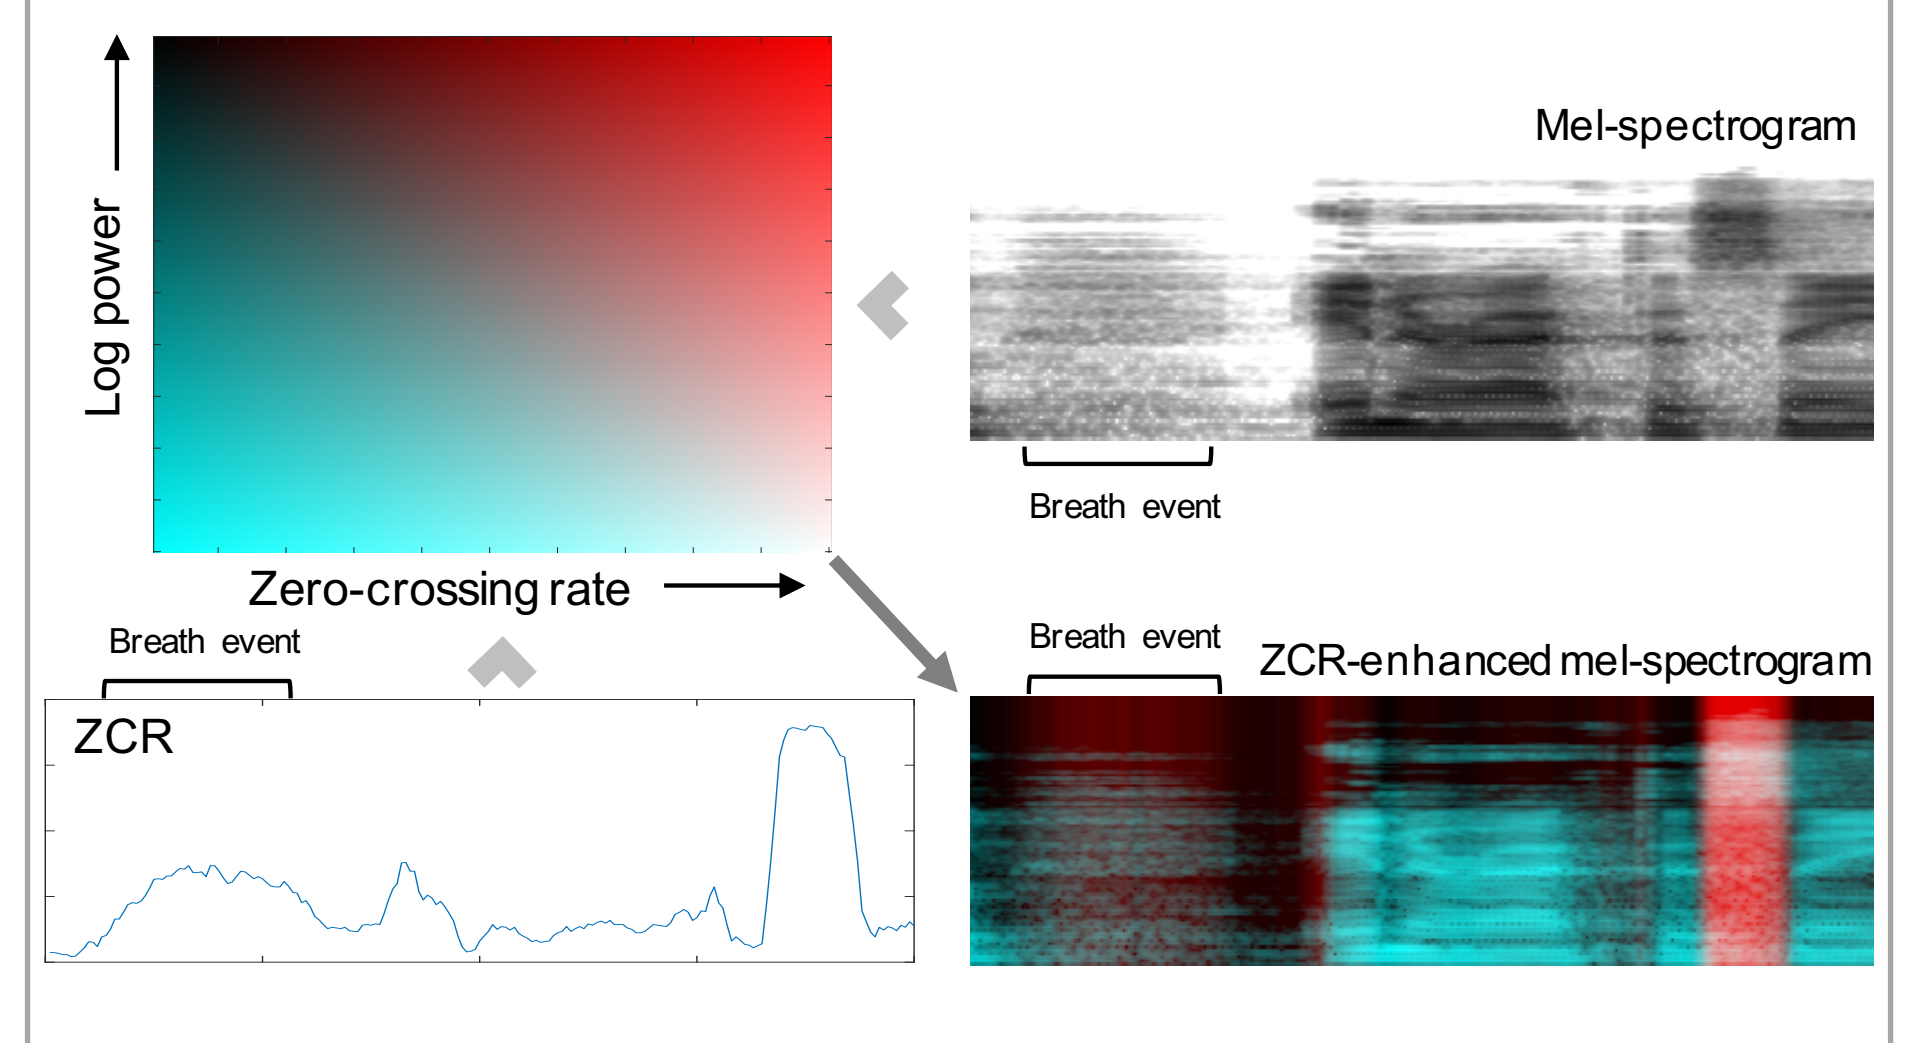 Log power
Zero-crossing rate
Mel-spectrogram
Breath event
Breath event
ZCR
Breath event
ZCR-enhanced mel-spectrogram